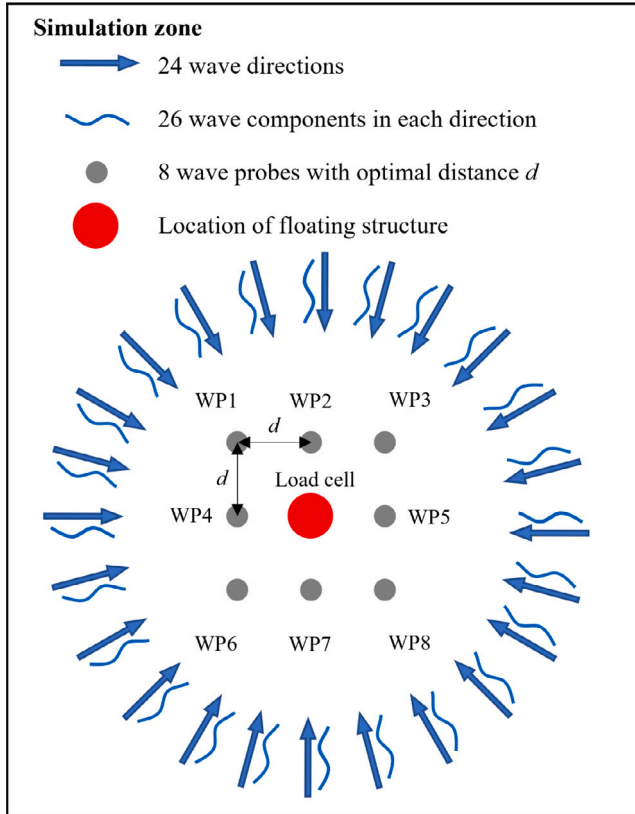 Simulation zone
24 wave directions
26 wave components in each direction
8 wave probes with optimal distance d
Location of floating structure
WP1 WP2 WP3
d
d
Load cell
WP4 WP5
WP6 WP7 WP8